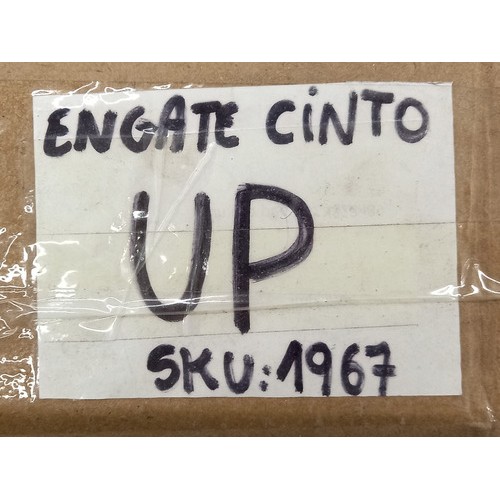 ENGATE CINTO
UP
SKU: 1967